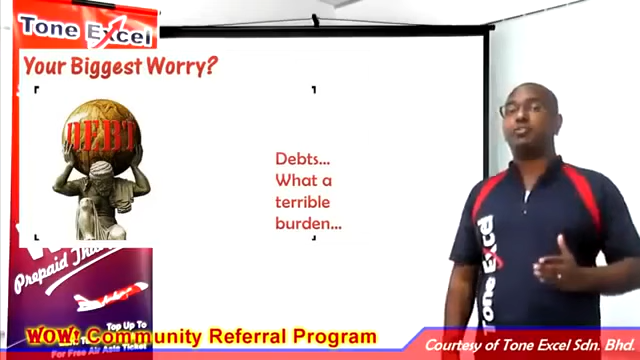 Tone Excel
Your Biggest Worry?
DEBT
Debts...
What a
terrible
burden...
Tone Excel
Prepaid
Top Up To
For Free Air Asia Ticket
WOW! Community Referral Program
Courtesy of Tone Excel Sdn. Bhd.